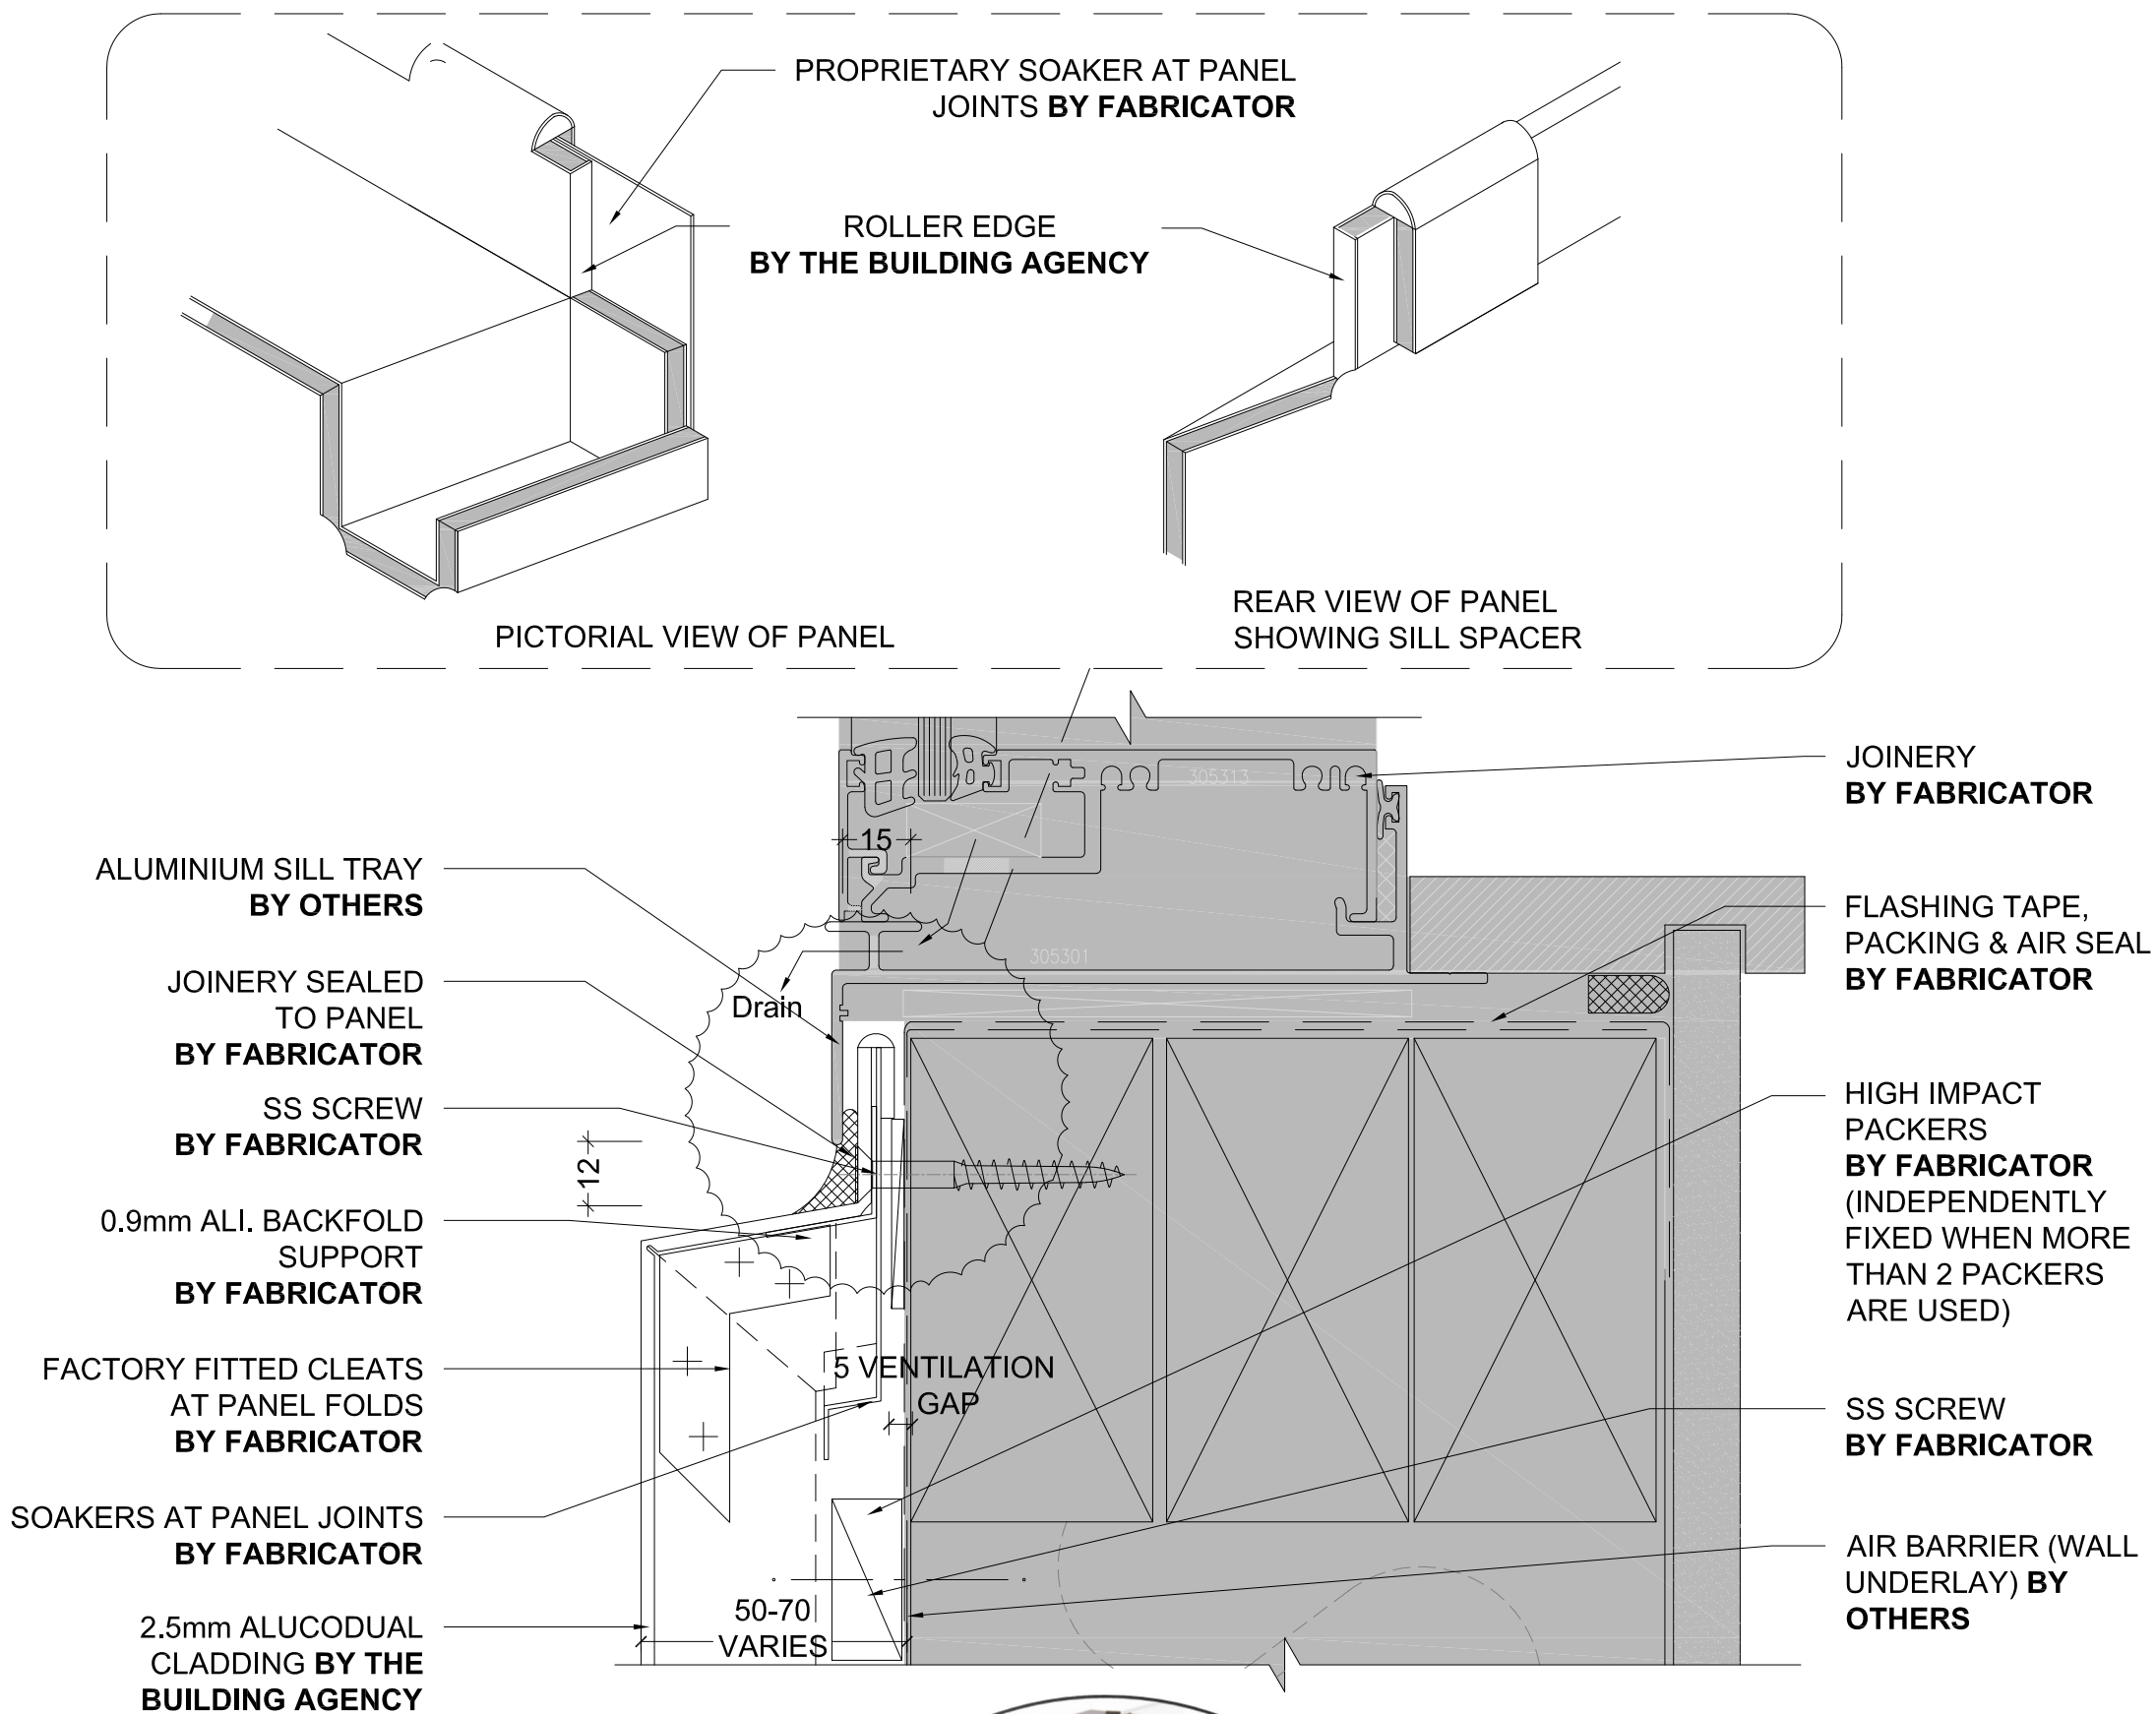 PROPRIETARY SOAKER AT PANEL
JOINTS BY FABRICATOR
ROLLER EDGE
BY THE BUILDING AGENCY
PICTORIAL VIEW OF PANEL
REAR VIEW OF PANEL
SHOWING SILL SPACER
305313
15
305301
Drain
12
5 VENTILATION
GAP
50-70
VARIES
ALUMINIUM SILL TRAY
BY OTHERS
JOINERY SEALED
TO PANEL
BY FABRICATOR
SS SCREW
BY FABRICATOR
0.9mm ALI. BACKFOLD
SUPPORT
BY FABRICATOR
FACTORY FITTED CLEATS
AT PANEL FOLDS
BY FABRICATOR
SOAKERS AT PANEL JOINTS
BY FABRICATOR
2.5mm ALUCODUAL
CLADDING BY THE
BUILDING AGENCY
JOINERY
BY FABRICATOR
FLASHING TAPE,
PACKING & AIR SEAL
BY FABRICATOR
HIGH IMPACT
PACKERS
BY FABRICATOR
(INDEPENDENTLY
FIXED WHEN MORE
THAN 2 PACKERS
ARE USED)
SS SCREW
BY FABRICATOR
AIR BARRIER (WALL
UNDERLAY) BY
OTHERS